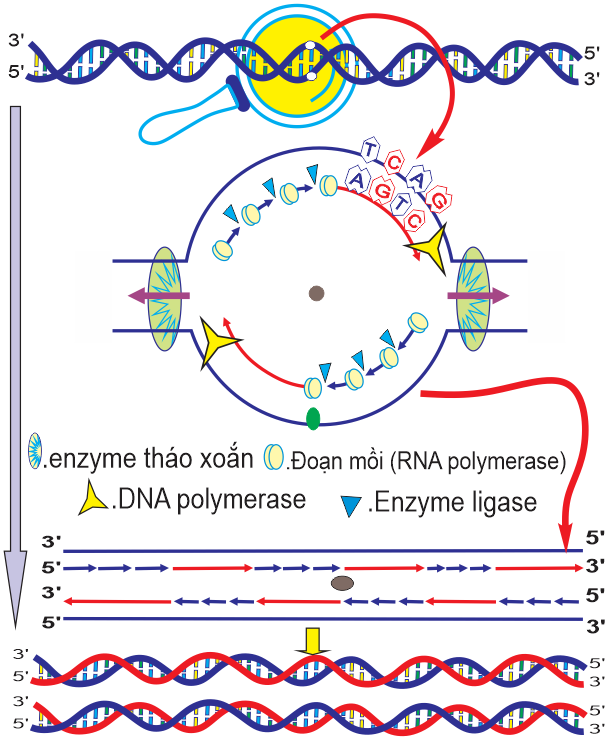 3' 5'
5' 3'
T C A G
A G T C
.enzyme tháo xoắn .Đoạn mồi (RNA polymerase)
.DNA polymerase .Enzyme ligase
3' 5'
5' 3'
3' 5'
5' 3'
3' 5'
5' 3'
3' 5'
5' 3'